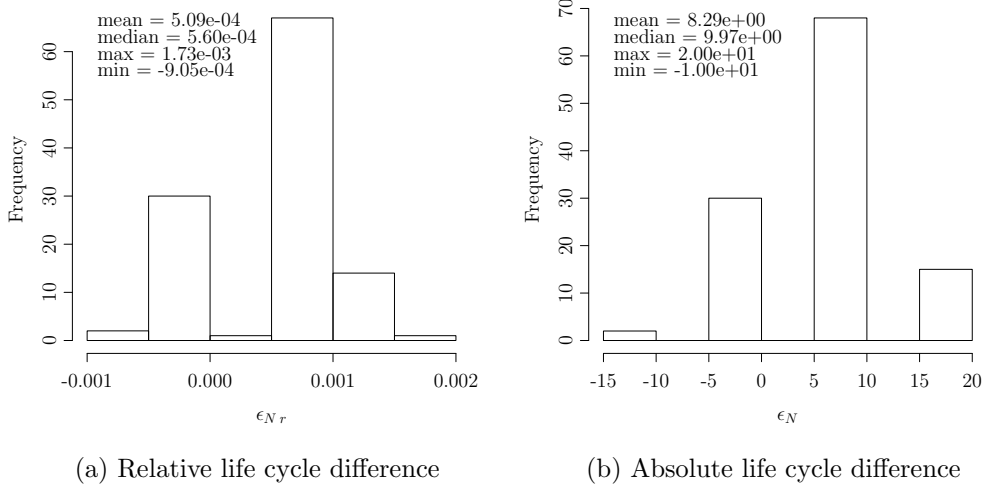 mean = 5.09e-04
median = 5.60e-04
max = 1.73e-03
min = -9.05e-04
Frequency
0 10 20 30 40 50 60
-0.001 0.000 0.001 0.002
ϵN r
(a) Relative life cycle difference
mean = 8.29e+00
median = 9.97e+00
max = 2.00e+01
min = -1.00e+01
Frequency
0 10 20 30 40 50 60 70
-15 -10 -5 0 5 10 15 20
ϵN
(b) Absolute life cycle difference